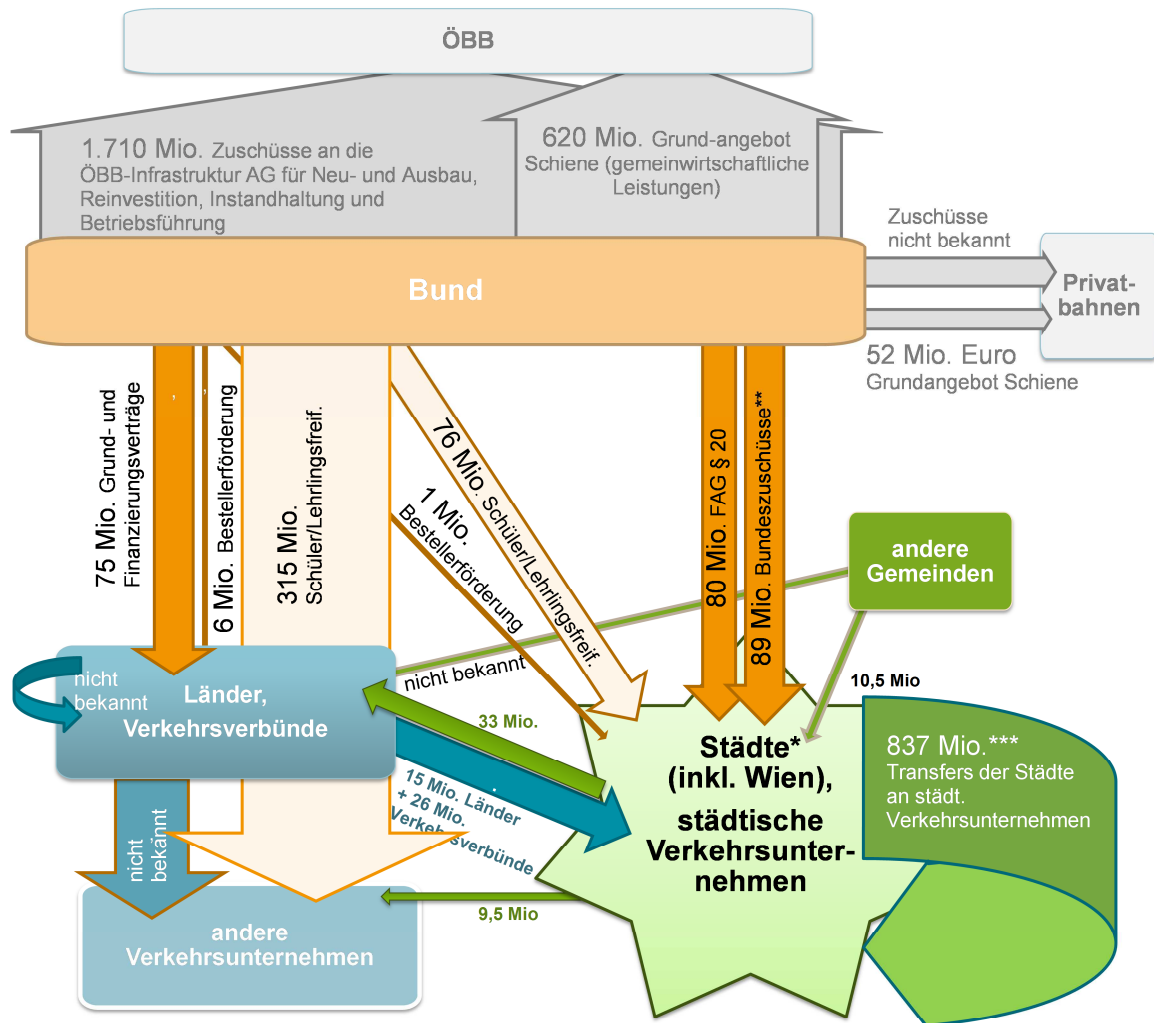 ÖBB
1.710 Mio. Zuschüsse an die
ÖBB-Infrastruktur AG für Neu- und Ausbau,
Reinvestition, Instandhaltung und
Betriebsführung
620 Mio. Grund-angebot
Schiene (gemeinwirtschaftliche
Leistungen)
Zuschüsse
nicht bekannt
Bund
Privat-
bahnen
52 Mio. Euro
Grundangebot Schiene
75 Mio. Grund- und
Finanzierungsverträge
6 Mio. Bestellerförderung
315 Mio.
Schüler/Lehrlingsfreif.
76 Mio. Schüler/Lehrlingsfreif.
1 Mio.
Bestellerförderung
80 Mio. FAG § 20
89 Mio. Bundeszuschüsse**
andere
Gemeinden
nicht bekannt
nicht
bekannt
Länder,
Verkehrsverbünde
33 Mio.
15 Mio. Länder
+ 26 Mio.
Verkehrsverbünde
10,5 Mio
Städte*
(inkl. Wien),
städtische
Verkehrsunter-
nehmen
837 Mio.***
Transfers der Städte
an städt.
Verkehrsunternehmen
nicht
bekannt
9,5 Mio
andere
Verkehrsunternehmen